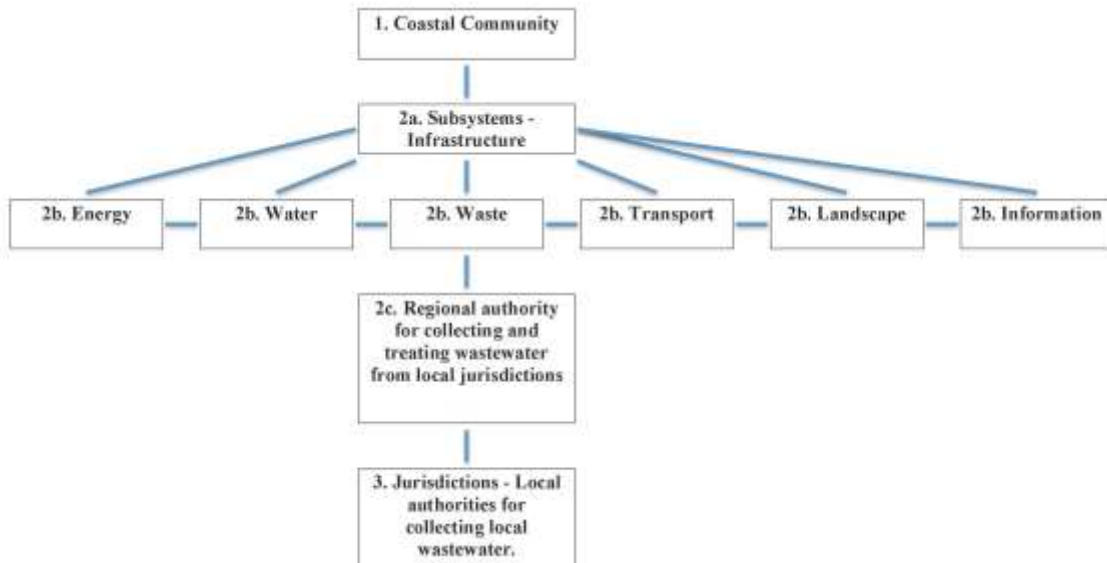 1. Coastal Community
2a. Subsystems -
Infrastructure
2b. Energy
2b. Water
2b. Waste
2b. Transport
2b. Landscape
2b. Information
2c. Regional authority
for collecting and
treating wastewater
from local jurisdictions
3. Jurisdictions - Local
authorities for
collecting local
wastewater.